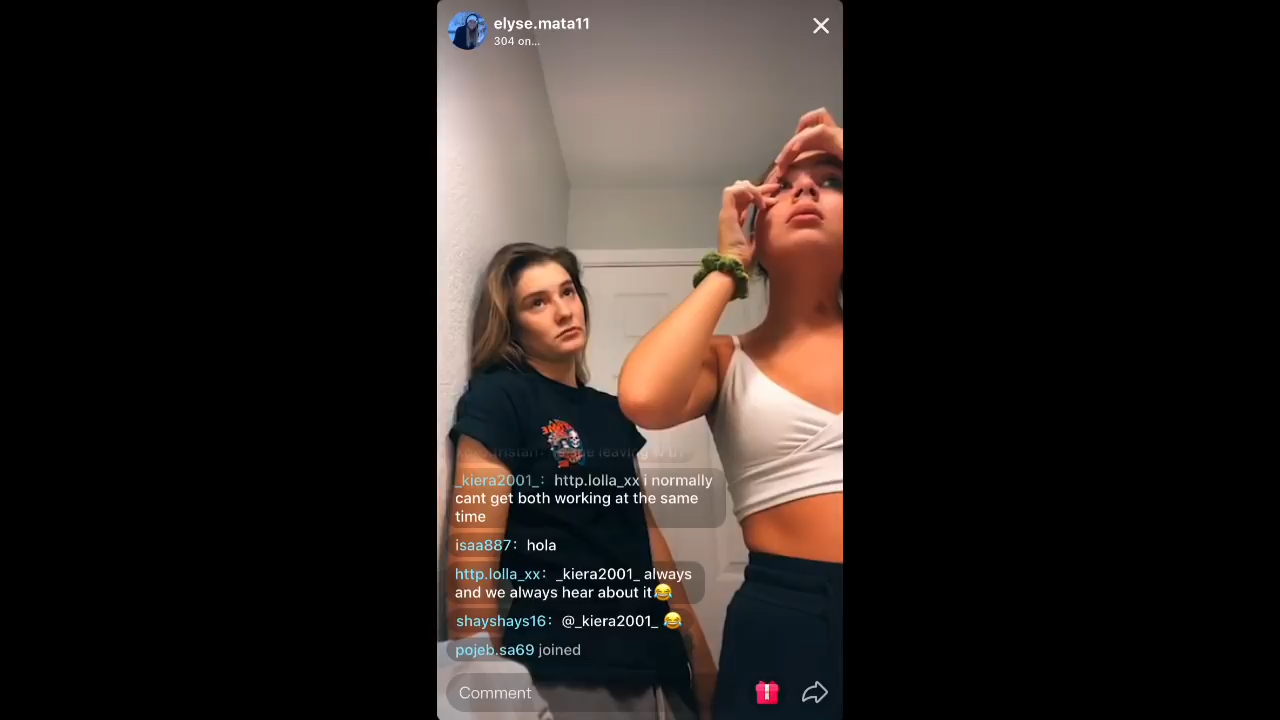 elyse.mata11
304 on...
_kiera2001_: http.lolla_xx i normally
cant get both working at the same
time
isaa887: hola
http.lolla_xx: _kiera2001_ always
and we always hear about it😂
shayshays16: @_kiera2001_ 😂
pojeb.sa69 joined
Comment